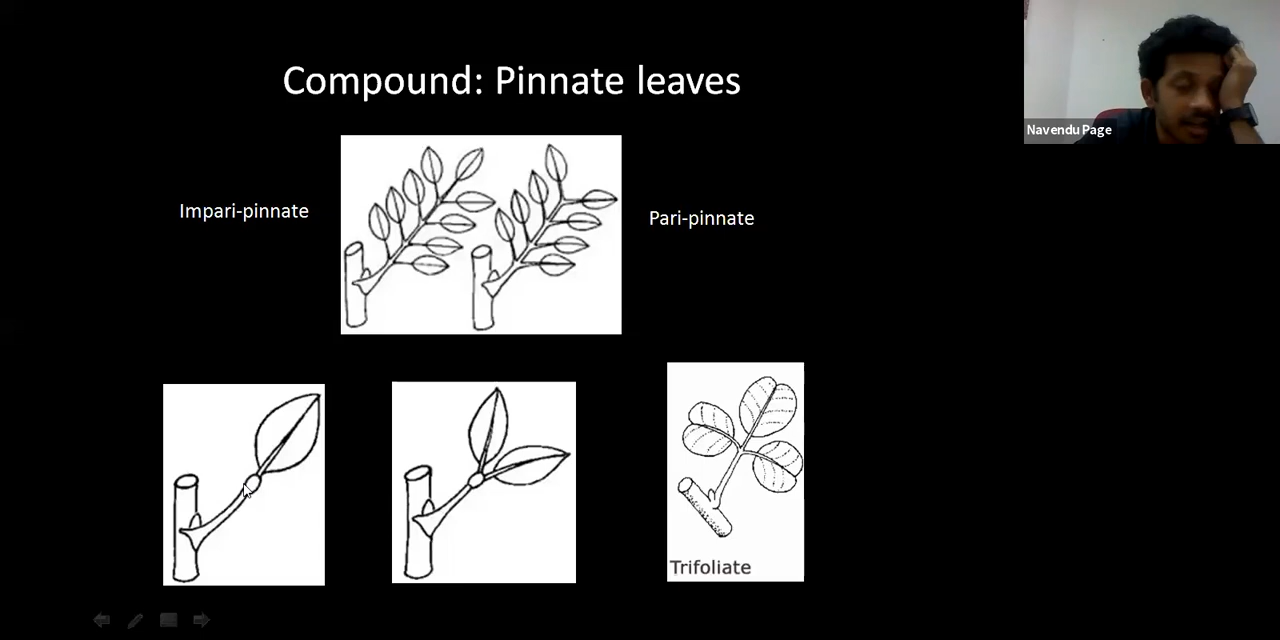 Compound: Pinnate leaves
Navendu Page
Impari-pinnate
Pari-pinnate
Trifoliate